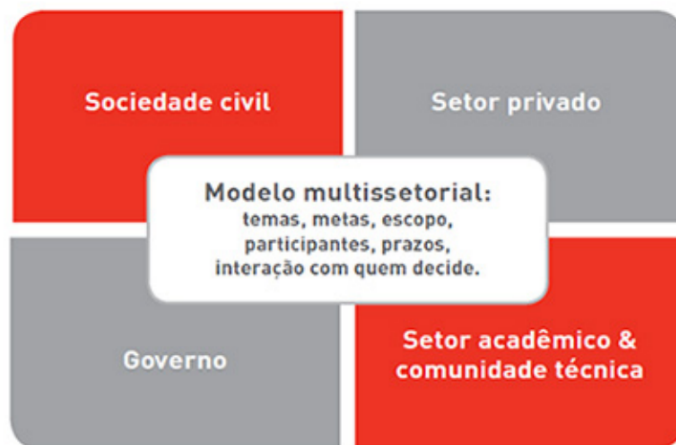 Sociedade civil
Setor privado
Modelo multissetorial:
temas, metas, escopo,
participantes, prazos,
interação com quem decide.
Governo
Setor acadêmico &
comunidade técnica